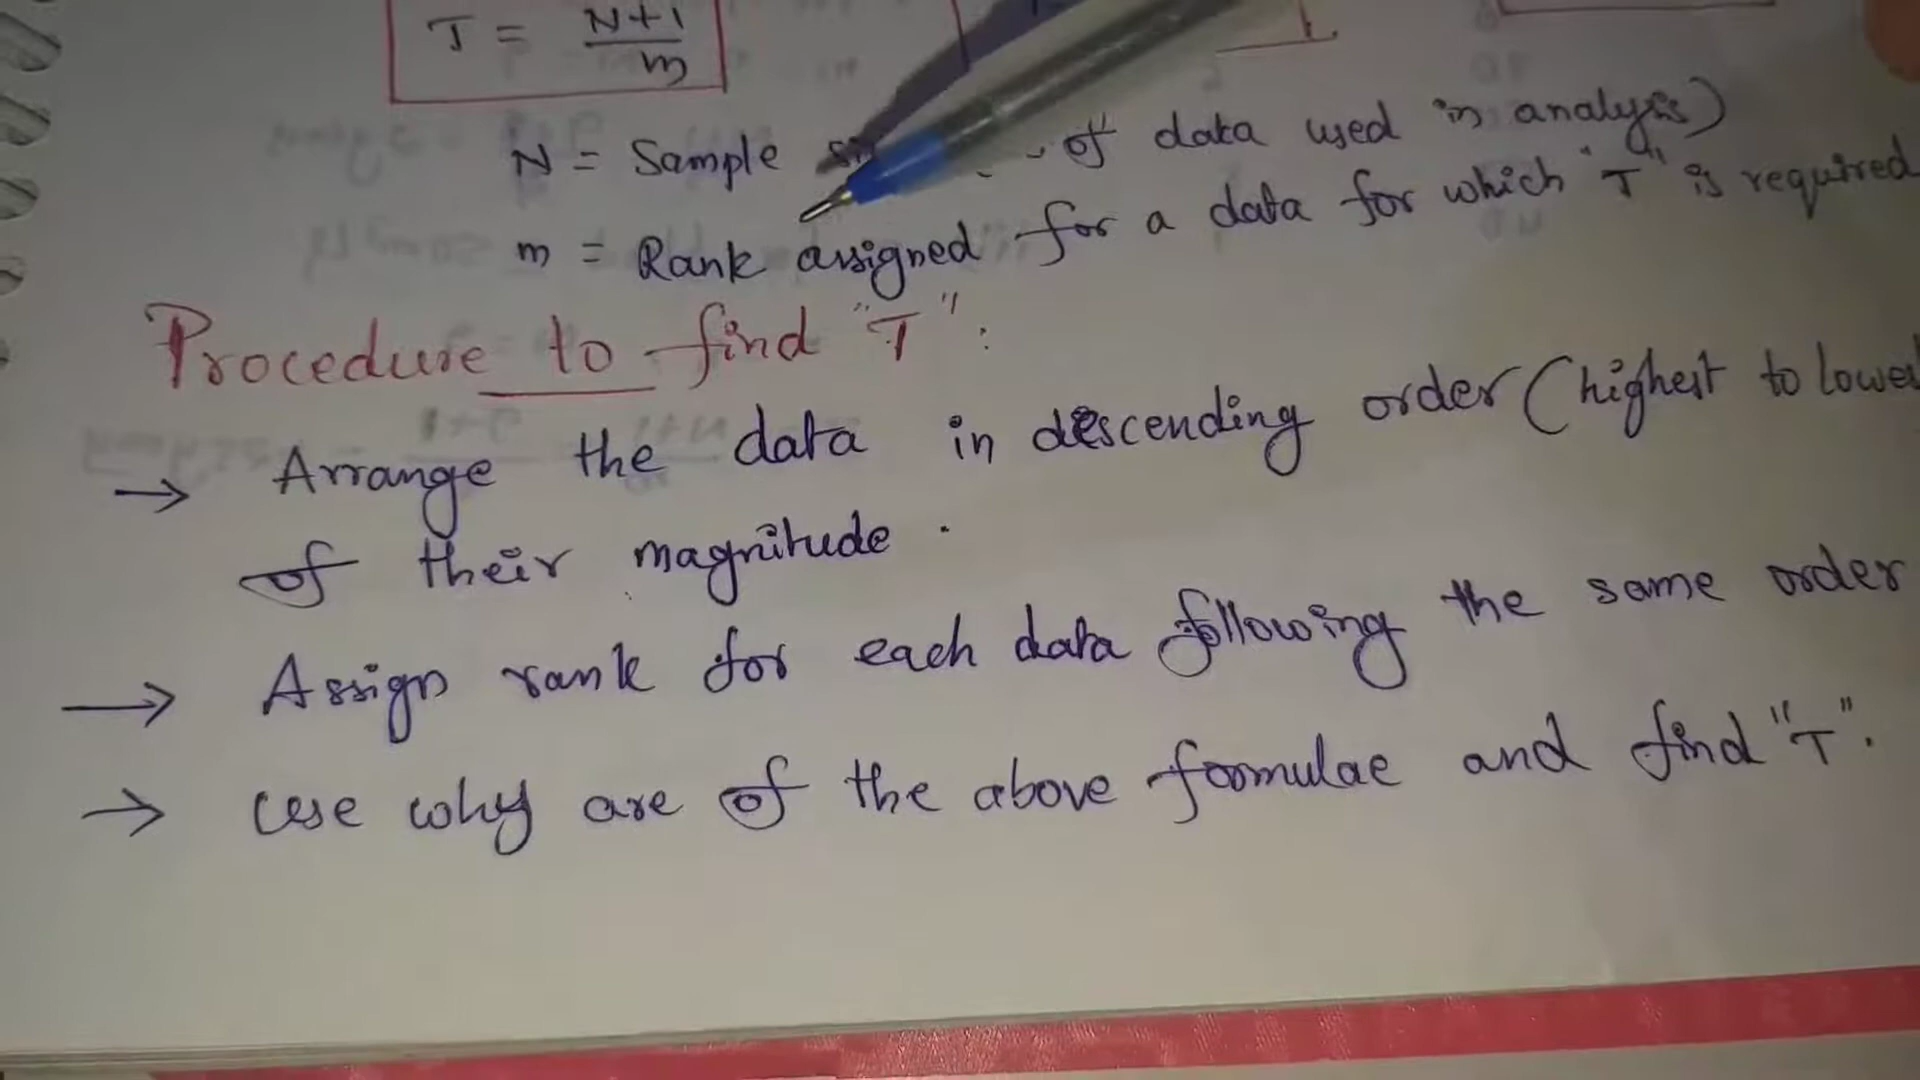 T = N+1 / m
N = Sample of data used in analysis)
m = Rank assigned for a data for which "T" is required
Procedure to find "T" :
→ Arrange the data in descending order (highest to lowe
of their magnitude .
→ Assign rank for each data following the same order
→ Use why are of the above formulae and find "T".